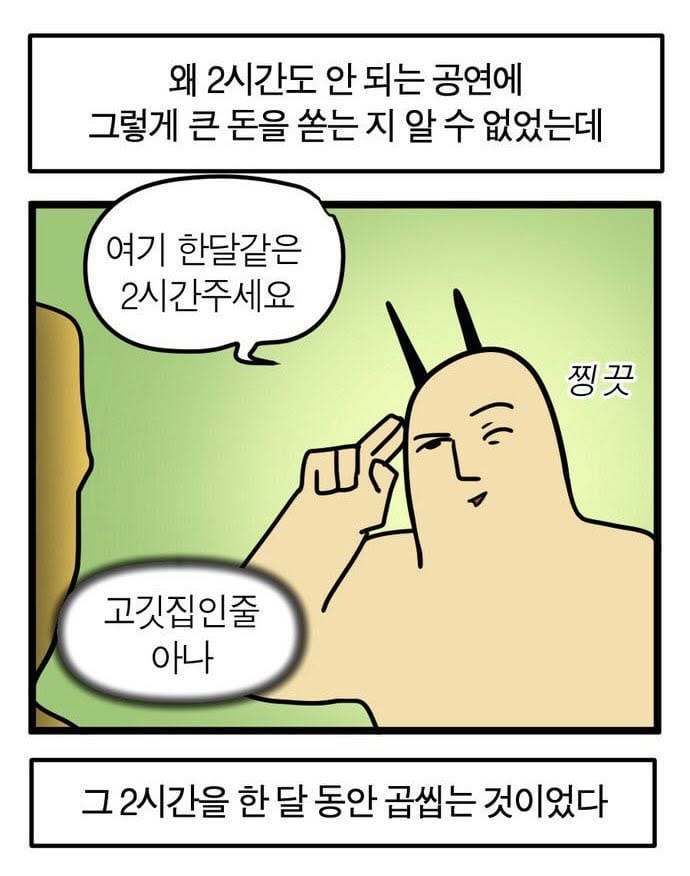 왜 2시간도 안 되는 공연에
그렇게 큰 돈을 쏟는 지 알 수 없었는데
여기 한달같은
2시간주세요
찡끗
고깃집인줄
아나
그 2시간을 한 달 동안 곱씹는 것이었다